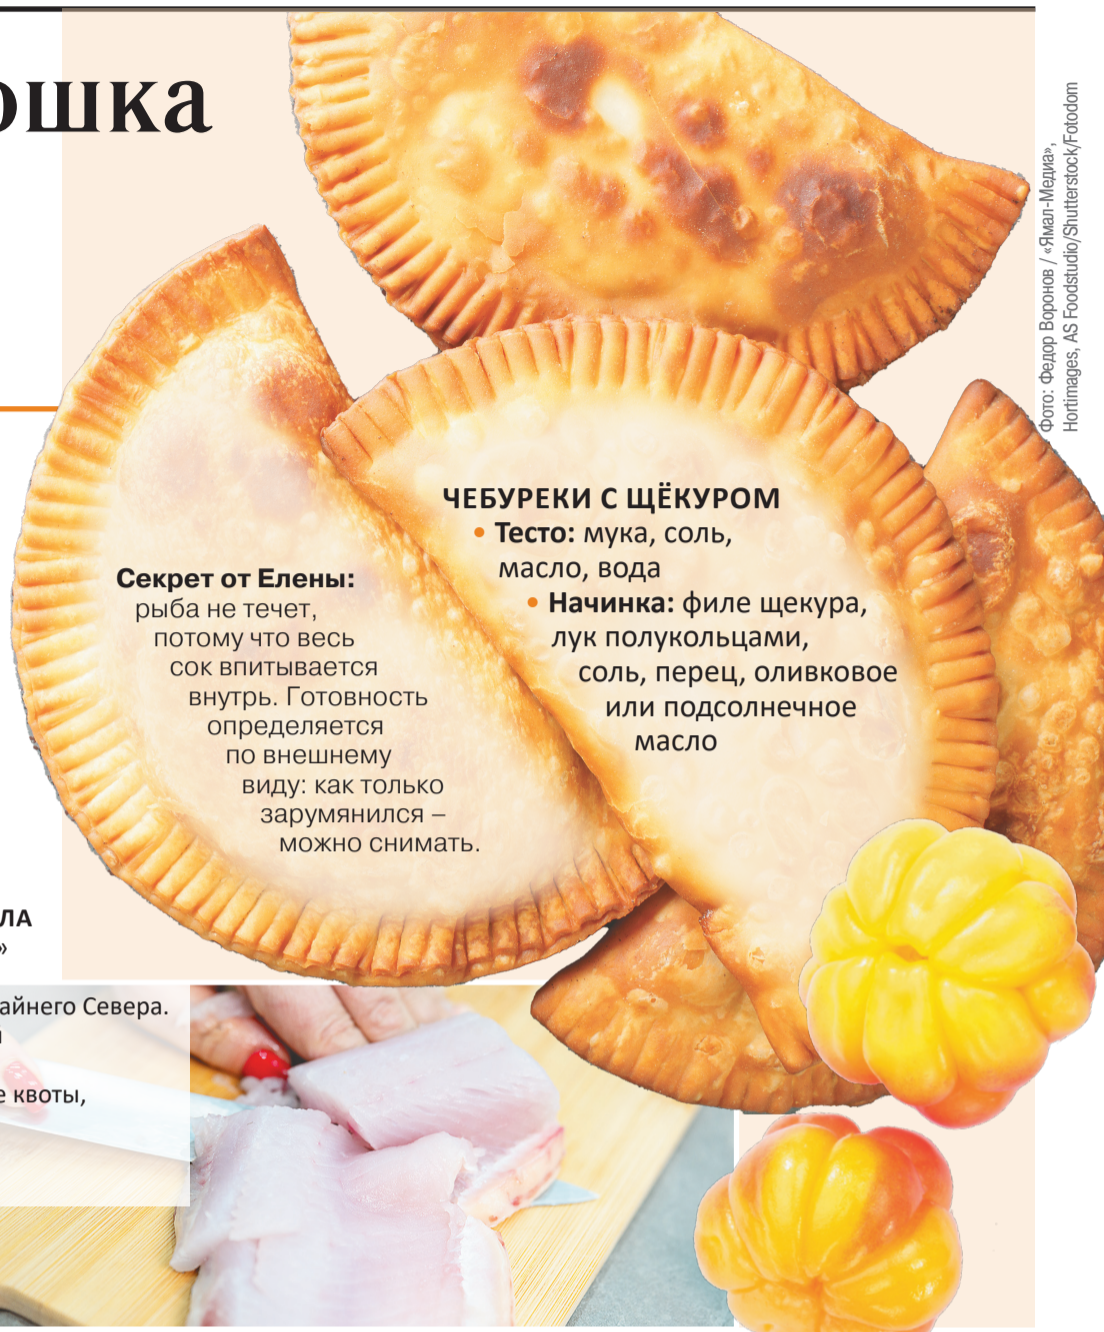 ошка
Фото: Федор Воронов / «Ямал-Медиа»,
Hortimages, AS Foodstudio/Shutterstock/Fotodom
ЧЕБУРЕКИ С ЩЁКУРОМ
• Тесто: мука, соль,
масло, вода
• Начинка: филе щекура,
лук полукольцами,
соль, перец, оливковое
или подсолнечное
масло
Секрет от Елены:
рыба не течет,
потому что весь
сок впитывается
внутрь. Готовность
определяется
по внешнему
виду: как только
зарумянился –
можно снимать.
ЛА
»
айнего Севера.
е квоты,